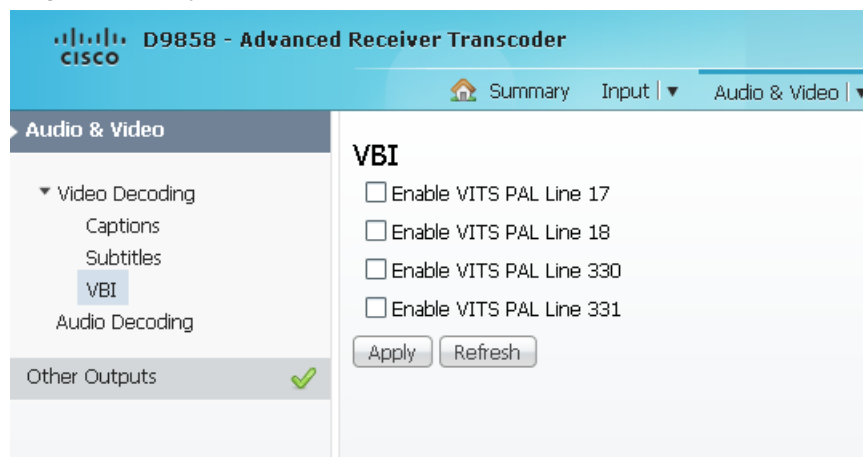 CISCO
D9858 - Advanced Receiver Transcoder
Summary Input Audio & Video
Audio & Video
Video Decoding
Captions
Subtitles
VBI
Audio Decoding
Other Outputs
VBI
Enable VITS PAL Line 17
Enable VITS PAL Line 18
Enable VITS PAL Line 330
Enable VITS PAL Line 331
Apply Refresh